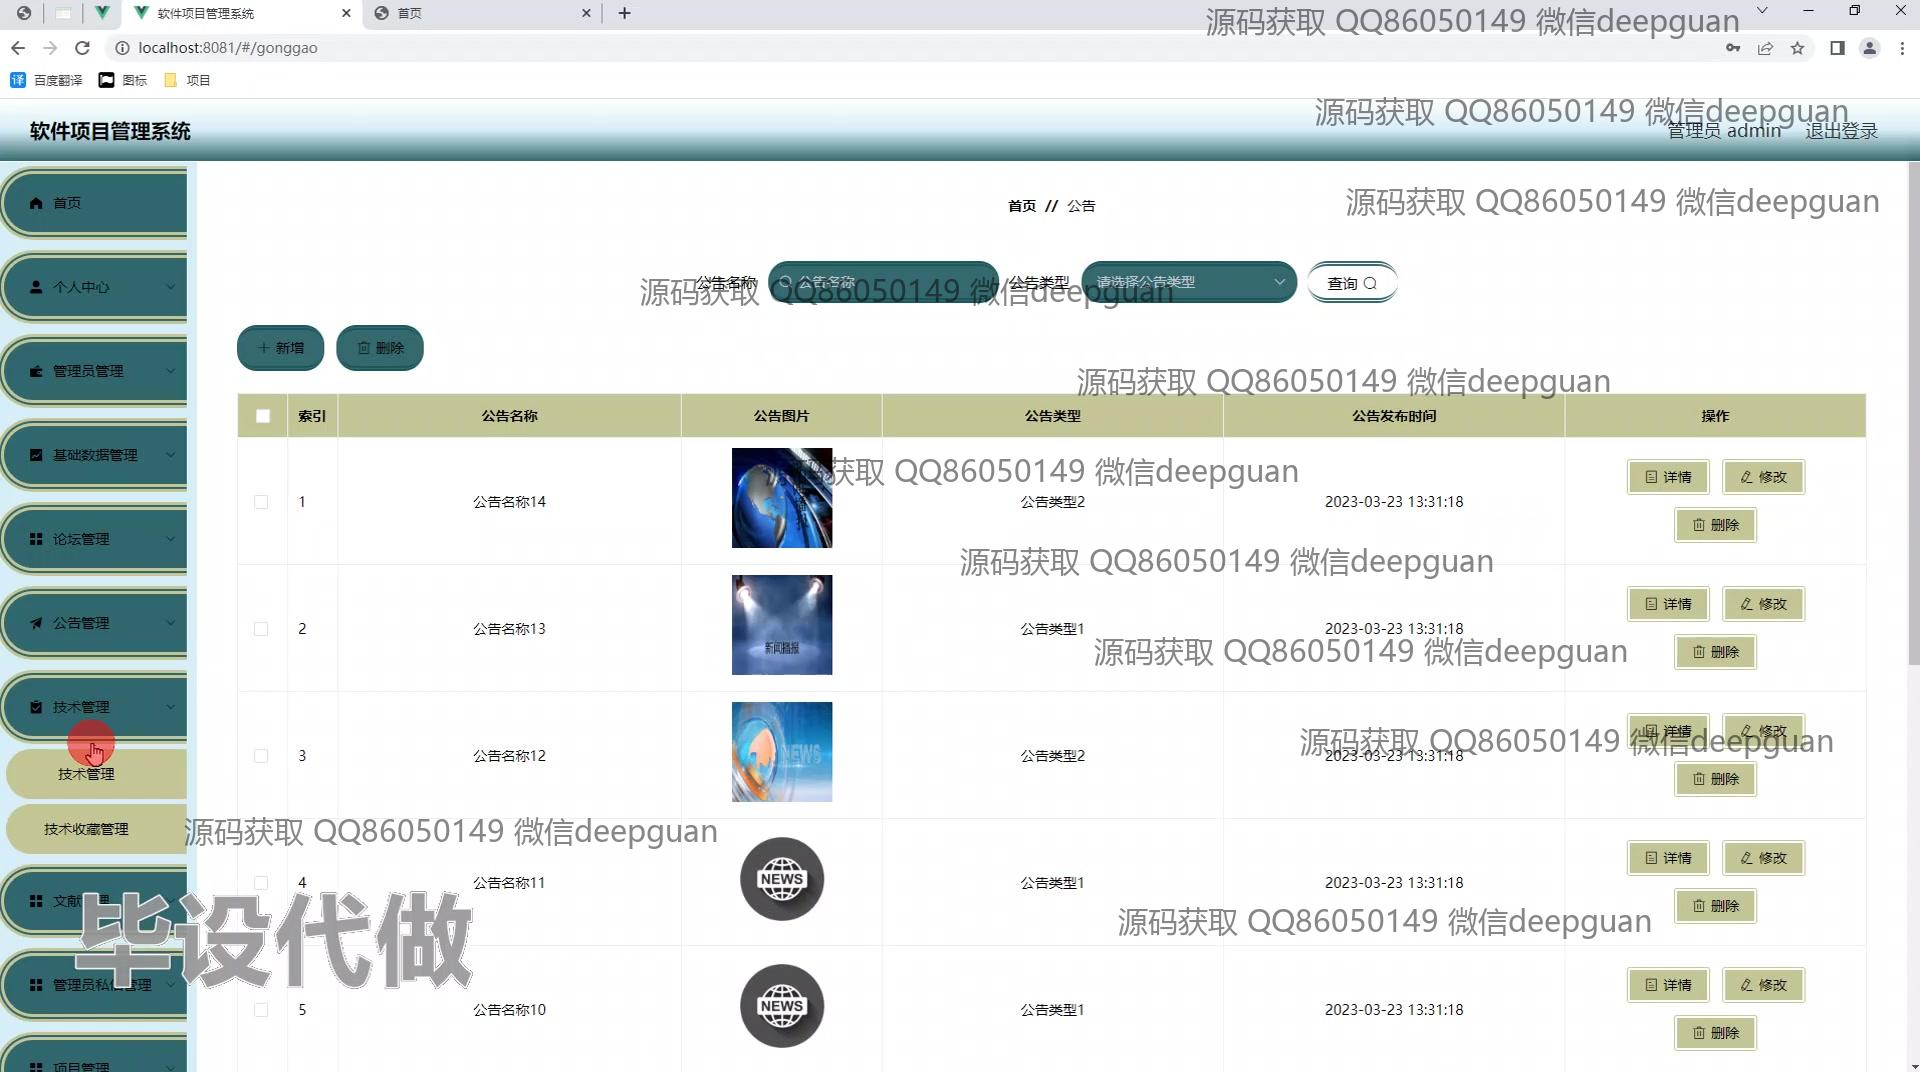 软件项目管理系统
首页
源码获取 QQ86050149 微信deepguan
localhost:8081/#/gonggao
百度翻译
图标
项目
源码获取 QQ86050149 微信deepguan
软件项目管理系统
管理员 admin
退出登录
首页
源码获取 QQ86050149 微信deepguan
首页 // 公告
个人中心
公告名称
公告名称
公告类型
请选择公告类型
查询
源码获取 QQ86050149 微信deepguan
新增
删除
管理员管理
源码获取 QQ86050149 微信deepguan
索引 公告名称 公告图片 公告类型 公告发布时间 操作
基础数据管理
源码获取 QQ86050149 微信deepguan
1 公告名称14 公告类型2 2023-03-23 13:31:18
详情 修改
删除
论坛管理
源码获取 QQ86050149 微信deepguan
公告管理
2 公告名称13 公告类型1 2023-03-23 13:31:18
详情 修改
删除
新闻播报
源码获取 QQ86050149 微信deepguan
技术管理
3 公告名称12 NEWS 公告类型2 2023-03-23 13:31:18
详情 修改
删除
源码获取 QQ86050149 微信deepguan
技术管理
技术收藏管理
源码获取 QQ86050149 微信deepguan
4 公告名称11 NEWS 公告类型1 2023-03-23 13:31:18
详情 修改
删除
源码获取 QQ86050149 微信deepguan
毕设代做
管理员私信管理
5 公告名称10 NEWS 公告类型1 2023-03-23 13:31:18
详情 修改
删除
项目管理